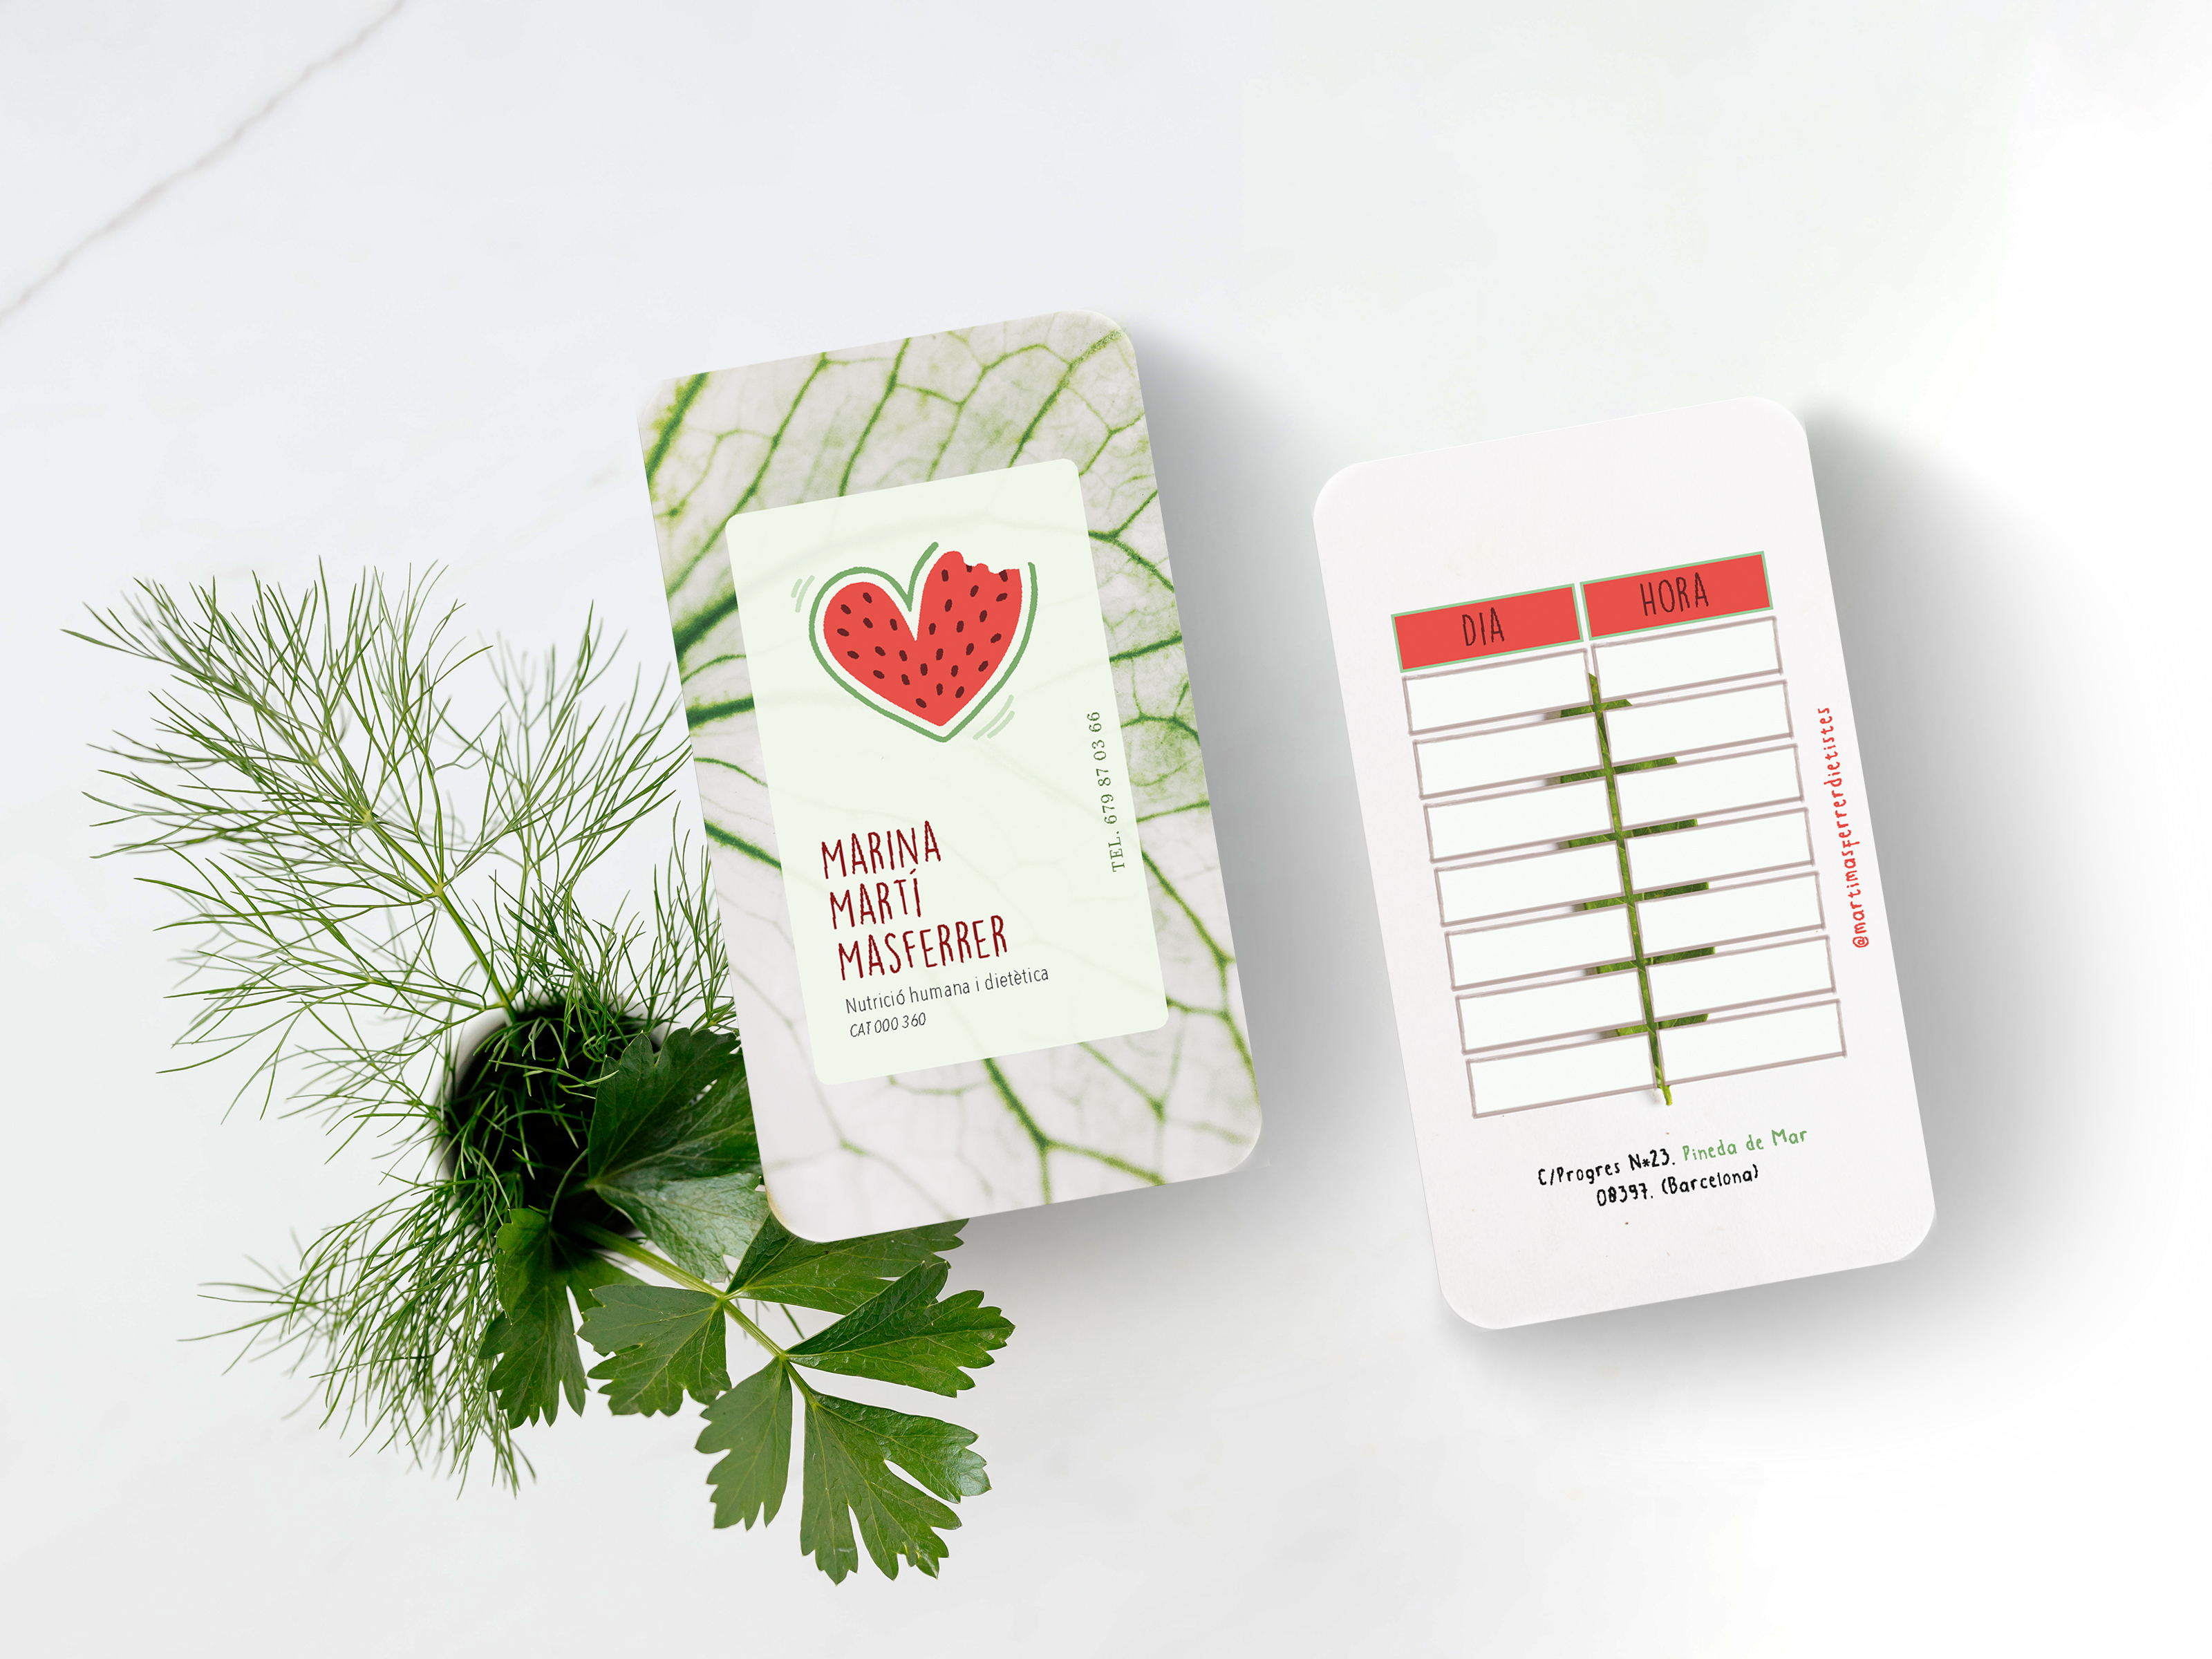 MARINA
MARTÍ
MASFERRER
Nutrició humana i dietètica
CAT 000 360
TEL. 679 87 03 66
DIA HORA
@martimasferrerdietistes
C/Progres N*23. Pineda de Mar
08397. (Barcelona)